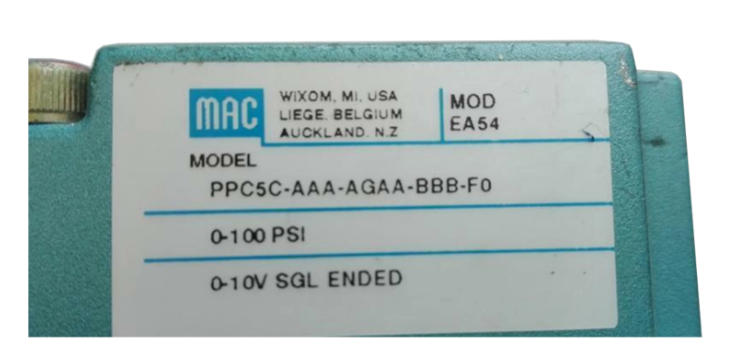 MAC
WIXOM, MI, USA
LIEGE. BELGIUM
AUCKLAND. N.Z
MOD
EA54
MODEL
PPC5C-AAA-AGAA-BBB-F0
0-100 PSI
0-10V SGL ENDED